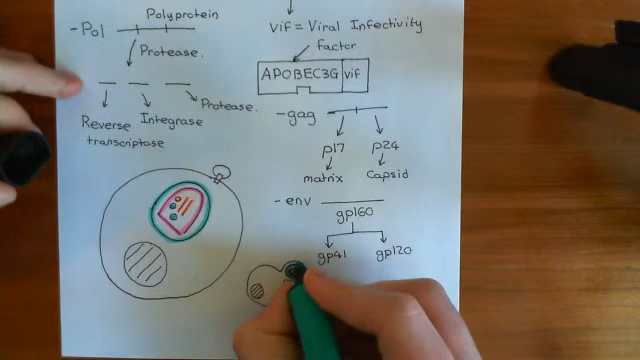 Polyprotein
-Pol
Protease.
Protease.
Reverse
transcriptase
Integrase
Vif = Viral Infectivity
factor
APOBEC3G vif
-gag
p17
p24
matrix
Capsid
-env
gp160
gp41
gp120